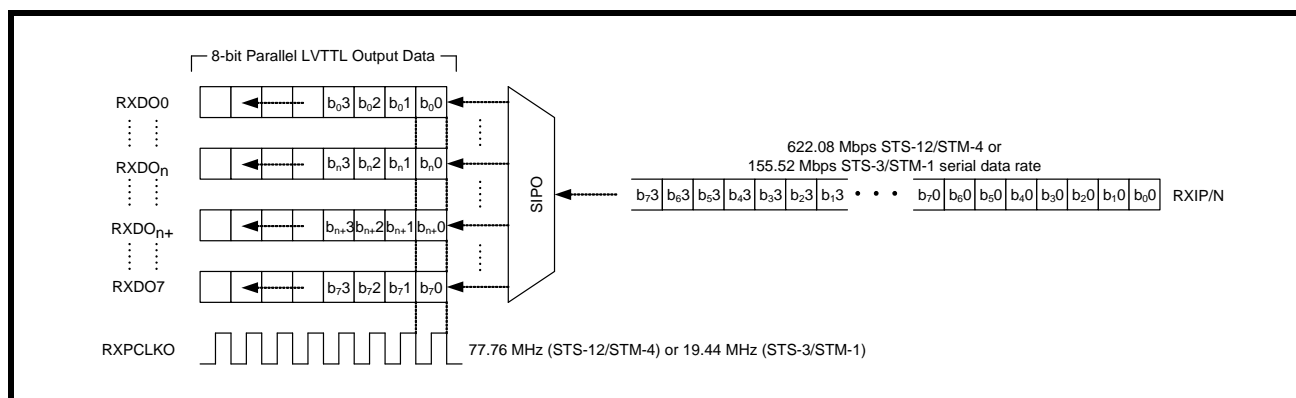 8-bit Parallel LVTTL Output Data
RXDO0
b₀3 b₀2 b₀1 b₀0
RXDOn
bₙ3 bₙ2 bₙ1 bₙ0
RXDOn+
bₙ₊3 bₙ₊2 bₙ₊1 bₙ₊0
RXDO7
b₇3 b₇2 b₇1 b₇0
RXPCLKO
77.76 MHz (STS-12/STM-4) or 19.44 MHz (STS-3/STM-1)
SIPO
622.08 Mbps STS-12/STM-4 or
155.52 Mbps STS-3/STM-1 serial data rate
b₇3 b₆3 b₅3 b₄3 b₃3 b₂3 b₁3 • • • b₇0 b₆0 b₅0 b₄0 b₃0 b₂0 b₁0 b₀0 RXIP/N